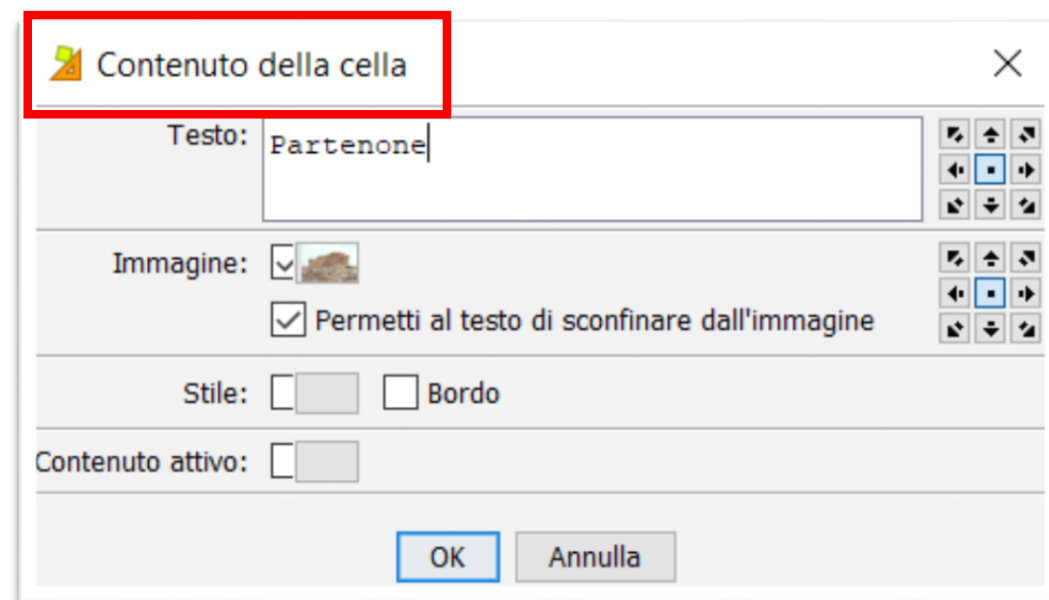 Contenuto della cella
Testo:
Partenone
Immagine:
Permetti al testo di sconfinare dall'immagine
Stile:
Bordo
Contenuto attivo:
OK
Annulla